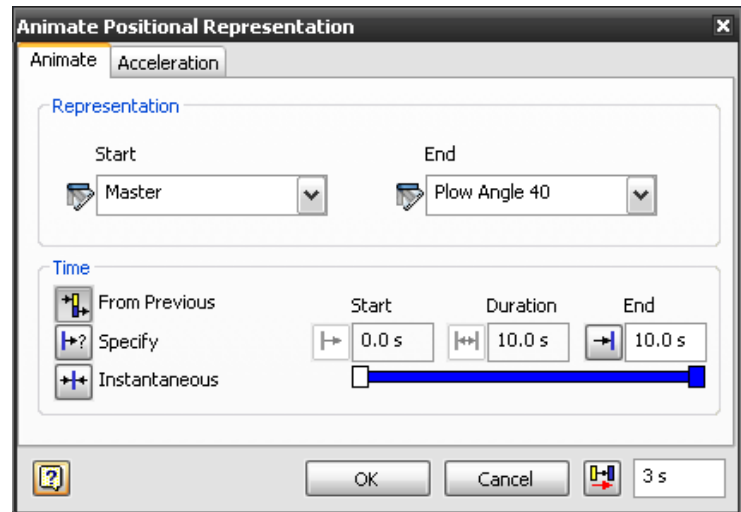 Animate Positional Representation
Animate Acceleration
Representation
Start End
Master Plow Angle 40
Time
From Previous Start Duration End
Specify 0.0 s 10.0 s 10.0 s
Instantaneous
OK Cancel 3 s